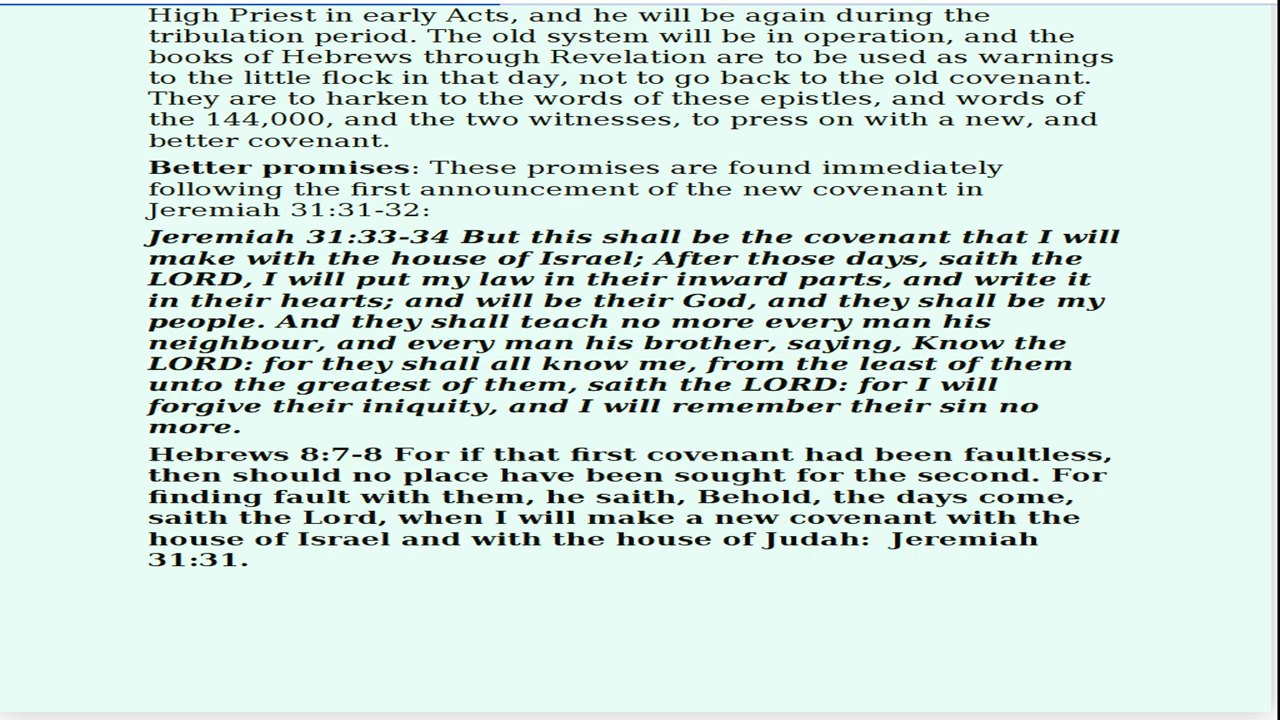 High Priest in early Acts, and he will be again during the
tribulation period. The old system will be in operation, and the
books of Hebrews through Revelation are to be used as warnings
to the little flock in that day, not to go back to the old covenant.
They are to harken to the words of these epistles, and words of
the 144,000, and the two witnesses, to press on with a new, and
better covenant.
Better promises: These promises are found immediately
following the first announcement of the new covenant in
Jeremiah 31:31-32:
Jeremiah 31:33-34 But this shall be the covenant that I will
make with the house of Israel; After those days, saith the
LORD, I will put my law in their inward parts, and write it
in their hearts; and will be their God, and they shall be my
people. And they shall teach no more every man his
neighbour, and every man his brother, saying, Know the
LORD: for they shall all know me, from the least of them
unto the greatest of them, saith the LORD: for I will
forgive their iniquity, and I will remember their sin no
more.
Hebrews 8:7-8 For if that first covenant had been faultless,
then should no place have been sought for the second. For
finding fault with them, he saith, Behold, the days come,
saith the Lord, when I will make a new covenant with the
house of Israel and with the house of Judah:  Jeremiah
31:31.